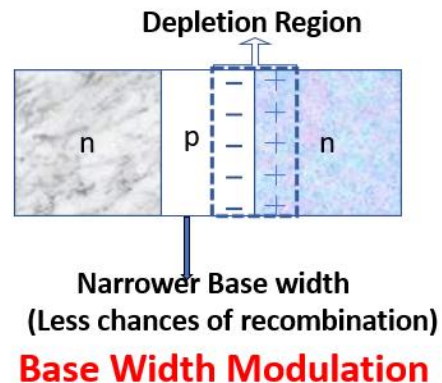 Depletion Region
n
p
n
Narrower Base width
(Less chances of recombination)
Base Width Modulation